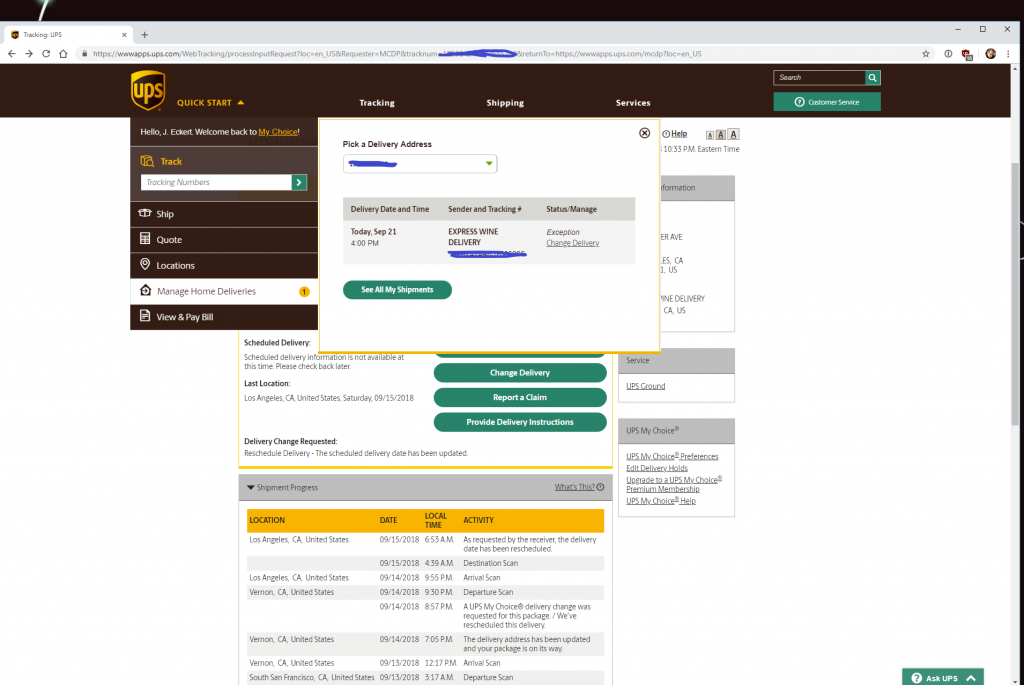 Tracking: UPS
https://wwwapps.ups.com/WebTracking/processInputRequest?loc=en_US&Requester=MCDP&tracknum= &returnTo=https://wwwapps.ups.com/mcdp?loc=en_US
ups
QUICK START
Tracking
Shipping
Services
Search
Customer Service
Hello, J. Eckert. Welcome back to My Choice!
Track
Tracking Numbers
Ship
Quote
Locations
Manage Home Deliveries 1
View & Pay Bill
Pick a Delivery Address
Delivery Date and Time Sender and Tracking # Status/Manage
Today, Sep 21 EXPRESS WINE Exception
4:00 PM DELIVERY Change Delivery
See All My Shipments
Help A A A
10:33 P.M. Eastern Time
ER AVE
CA
, US
INE DELIVERY
CA, US
Scheduled Delivery:
Scheduled delivery information is not available at
this time. Please check back later.
Last Location:
Los Angeles, CA, United States, Saturday, 09/15/2018
Change Delivery
Report a Claim
Provide Delivery Instructions
Delivery Change Requested:
Reschedule Delivery - The scheduled delivery date has been updated.
Service
UPS Ground
UPS My Choice®
UPS My Choice® Preferences
Edit Delivery Holds
Upgrade to a UPS My Choice®
Premium Membership
UPS My Choice® Help
Shipment Progress What's This?
LOCATION DATE LOCAL TIME ACTIVITY
Los Angeles, CA, United States 09/15/2018 6:53 A.M. As requested by the receiver, the delivery
date has been rescheduled.
09/15/2018 4:39 A.M. Destination Scan
Los Angeles, CA, United States 09/14/2018 9:55 P.M. Arrival Scan
Vernon, CA, United States 09/14/2018 9:30 P.M. Departure Scan
09/14/2018 8:57 P.M. A UPS My Choice® delivery change was
requested for this package. / We've
rescheduled this delivery.
Vernon, CA, United States 09/14/2018 7:05 P.M. The delivery address has been updated
and your package is on its way.
Vernon, CA, United States 09/13/2018 12:17 P.M. Arrival Scan
South San Francisco, CA, United States 09/13/2018 3:17 A.M. Departure Scan
Ask UPS